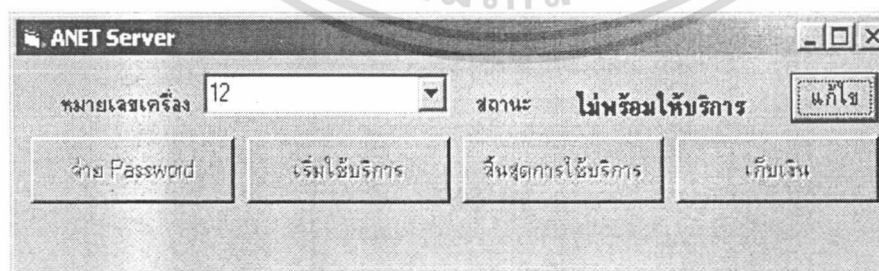 ANET Server
หมายเลขเครื่อง 12 สถานะ ไม่พร้อมให้บริการ แก้ไข
จ่าย Password เริ่มใช้บริการ สิ้นสุดการใช้บริการ เก็บเงิน